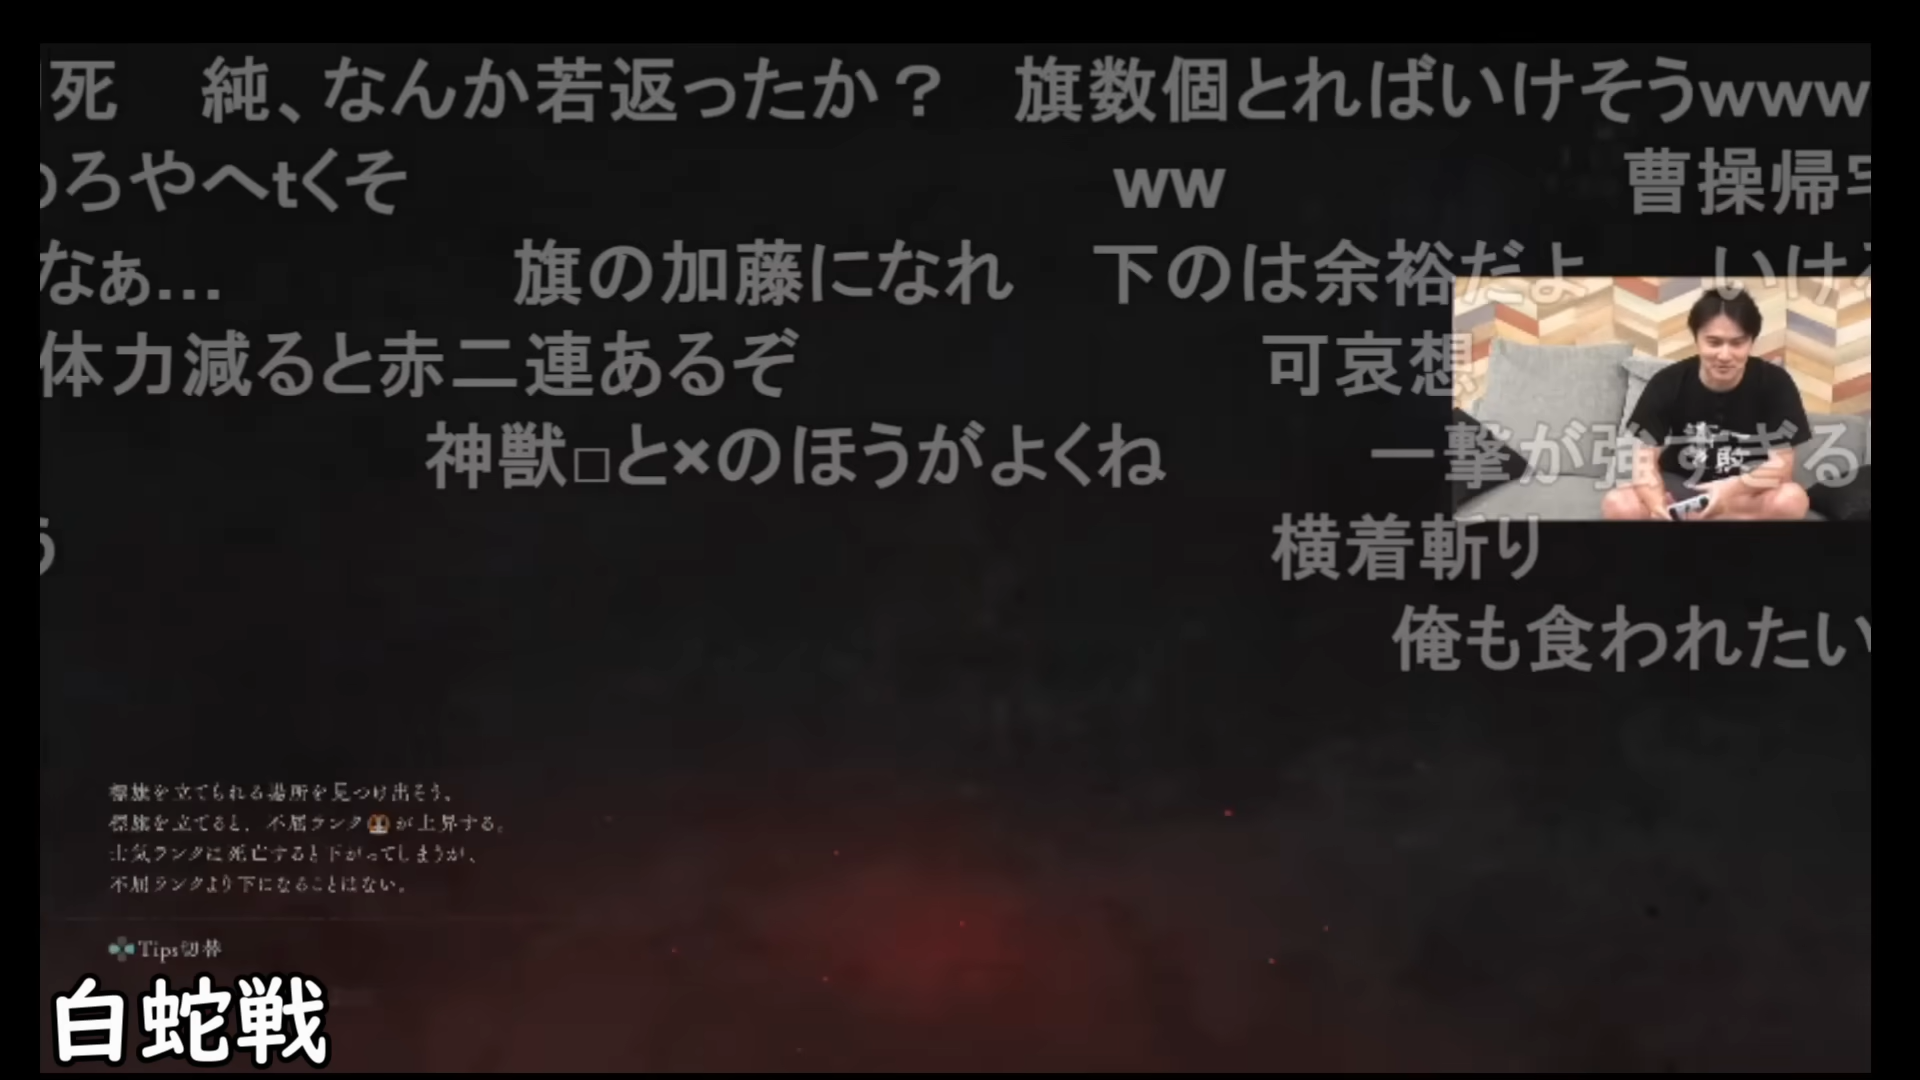 死 純、なんか若返ったか？ 旗数個とればいけそうwww
ろやへtくそ ww 曹操帰宅
なぁ… 旗の加藤になれ 下のは余裕だよ いける
体力減ると赤二連あるぞ 可哀想
神獣□と×のほうがよくね 一撃が強すぎる
う 横着斬り
俺も食われたい
標旗を立てられる場所を見つけ出そう。
標旗を立てると、不屈ランクが上昇する。
士気ランクは死亡すると下がってしまうが、
不屈ランクより下になることはない。
Tips切替
白蛇戦